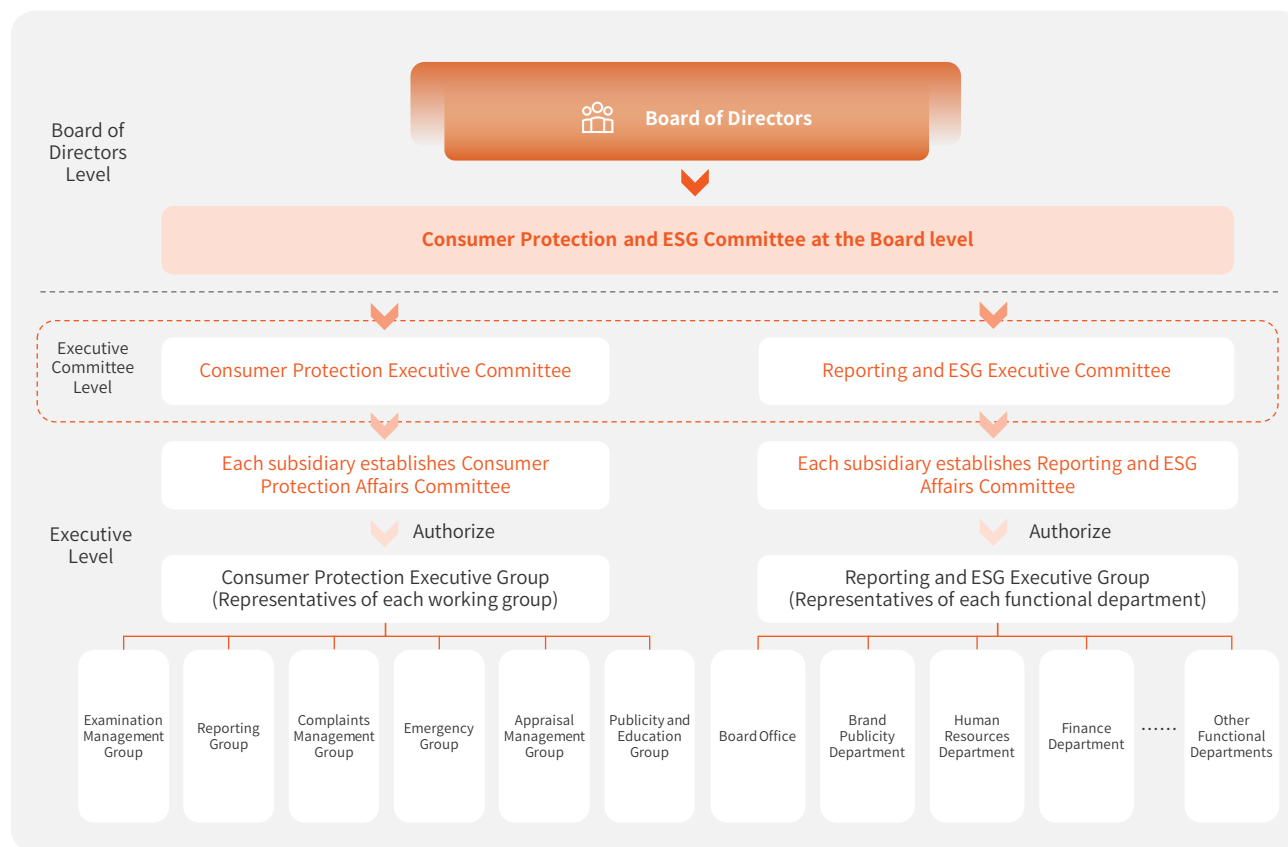 Board of
Directors
Level
Board of Directors
Consumer Protection and ESG Committee at the Board level
Executive
Committee
Level
Consumer Protection Executive Committee
Reporting and ESG Executive Committee
Executive
Level
Each subsidiary establishes Consumer
Protection Affairs Committee
Each subsidiary establishes Reporting and ESG
Affairs Committee
Authorize
Authorize
Consumer Protection Executive Group
(Representatives of each working group)
Reporting and ESG Executive Group
(Representatives of each functional department)
Examination
Management
Group
Reporting
Group
Complaints
Management
Group
Emergency
Group
Appraisal
Management
Group
Publicity and
Education
Group
Board Office
Brand
Publicity
Department
Human
Resources
Department
Finance
Department
······
Other
Functional
Departments